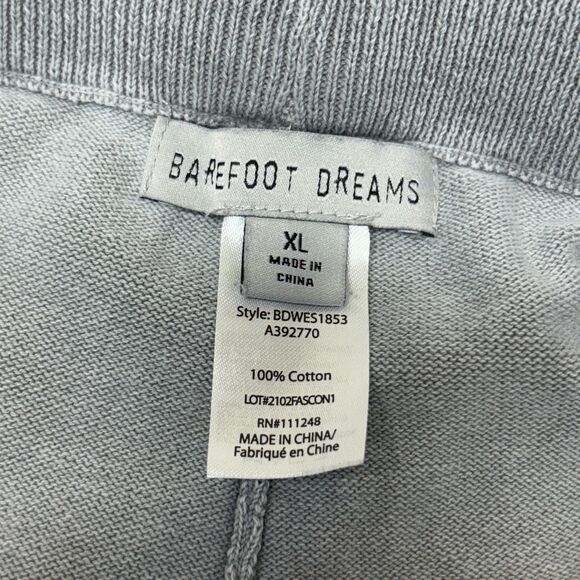 BAREFOOT DREAMS
XL
MADE IN
CHINA
Style: BDWES1853
A392770
100% Cotton
LOT#2102FASCON1
RN#111248
MADE IN CHINA/
Fabriqué en Chine